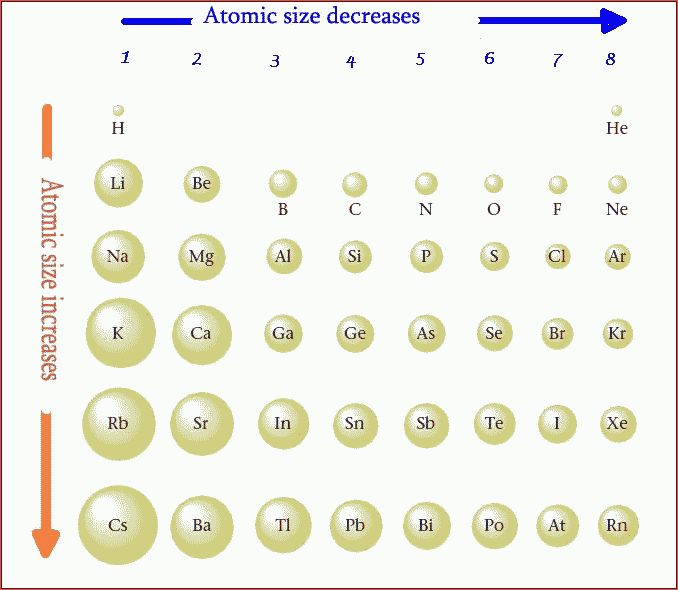 Atomic size decreases
1 2 3 4 5 6 7 8
Atomic size increases
H He
Li Be B C N O F Ne
Na Mg Al Si P S Cl Ar
K Ca Ga Ge As Se Br Kr
Rb Sr In Sn Sb Te I Xe
Cs Ba Tl Pb Bi Po At Rn